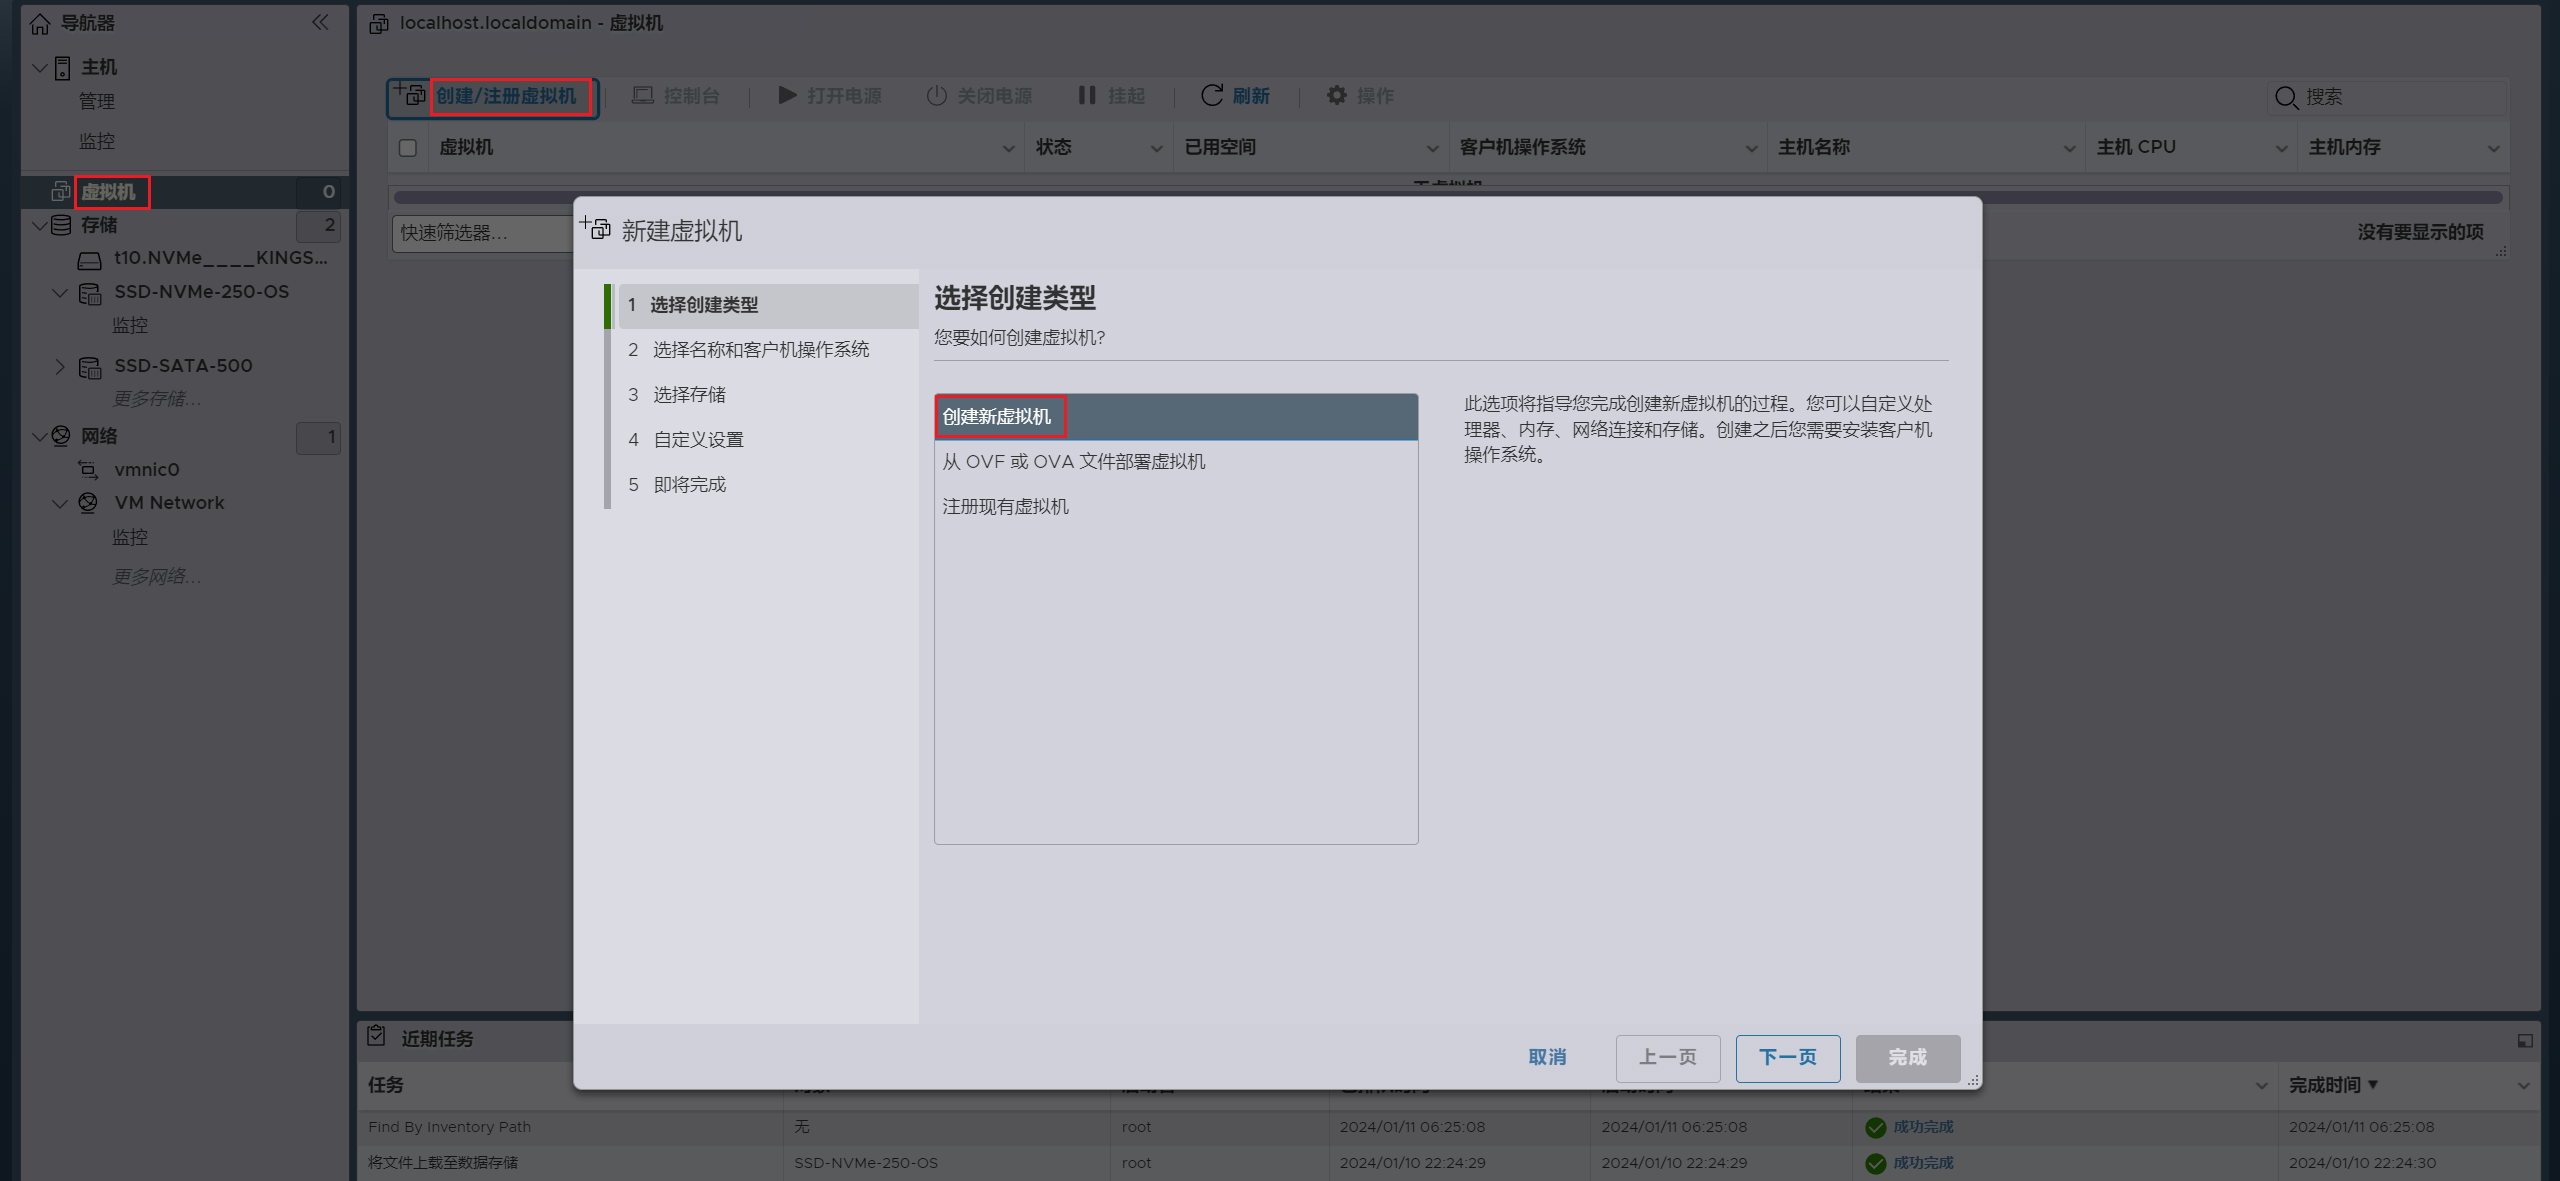 导航器
主机
管理
监控
虚拟机 0
存储 2
t10.NVMe____KINGS...
SSD-NVMe-250-OS
监控
SSD-SATA-500
更多存储...
网络 1
vmnic0
VM Network
监控
更多网络...
localhost.localdomain - 虚拟机
创建/注册虚拟机 控制台 打开电源 关闭电源 挂起 刷新 操作 搜索
虚拟机 状态 已用空间 客户机操作系统 主机名称 主机 CPU 主机内存
快速筛选器... 没有要显示的项
新建虚拟机
1 选择创建类型
2 选择名称和客户机操作系统
3 选择存储
4 自定义设置
5 即将完成
选择创建类型
您要如何创建虚拟机?
创建新虚拟机
从 OVF 或 OVA 文件部署虚拟机
注册现有虚拟机
此选项将指导您完成创建新虚拟机的过程。您可以自定义处
理器、内存、网络连接和存储。创建之后您需要安装客户机
操作系统。
取消 上一页 下一页 完成
近期任务
任务 完成时间 ▼
Find By Inventory Path 无 root 2024/01/11 06:25:08 2024/01/11 06:25:08 成功完成 2024/01/11 06:25:08
将文件上载至数据存储 SSD-NVMe-250-OS root 2024/01/10 22:24:29 2024/01/10 22:24:29 成功完成 2024/01/10 22:24:30